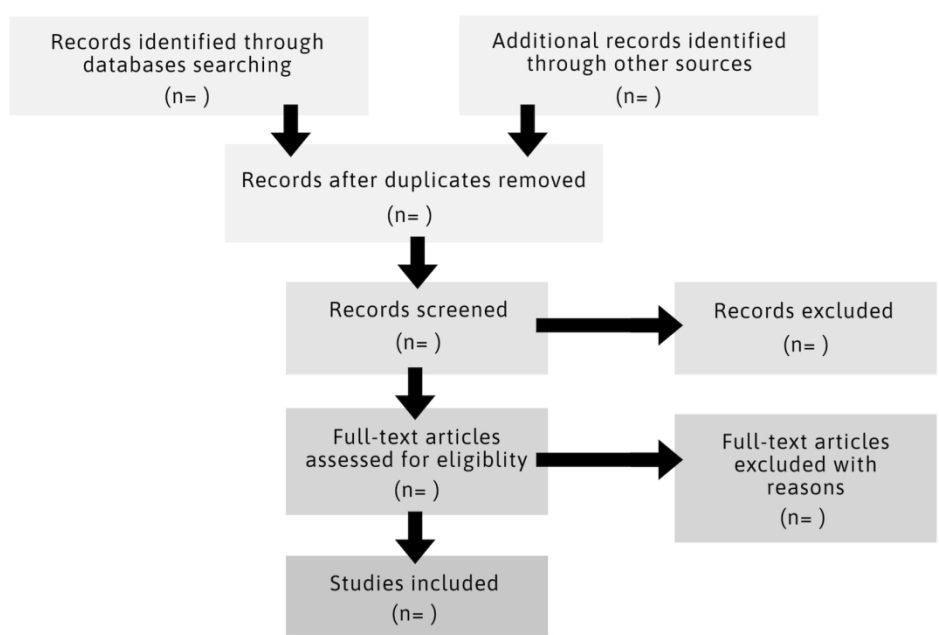 Records identified through
databases searching
(n= )
Additional records identified
through other sources
(n= )
Records after duplicates removed
(n= )
Records screened
(n= )
Records excluded
(n= )
Full-text articles
assessed for eligiblity
(n= )
Full-text articles
excluded with
reasons
(n= )
Studies included
(n= )